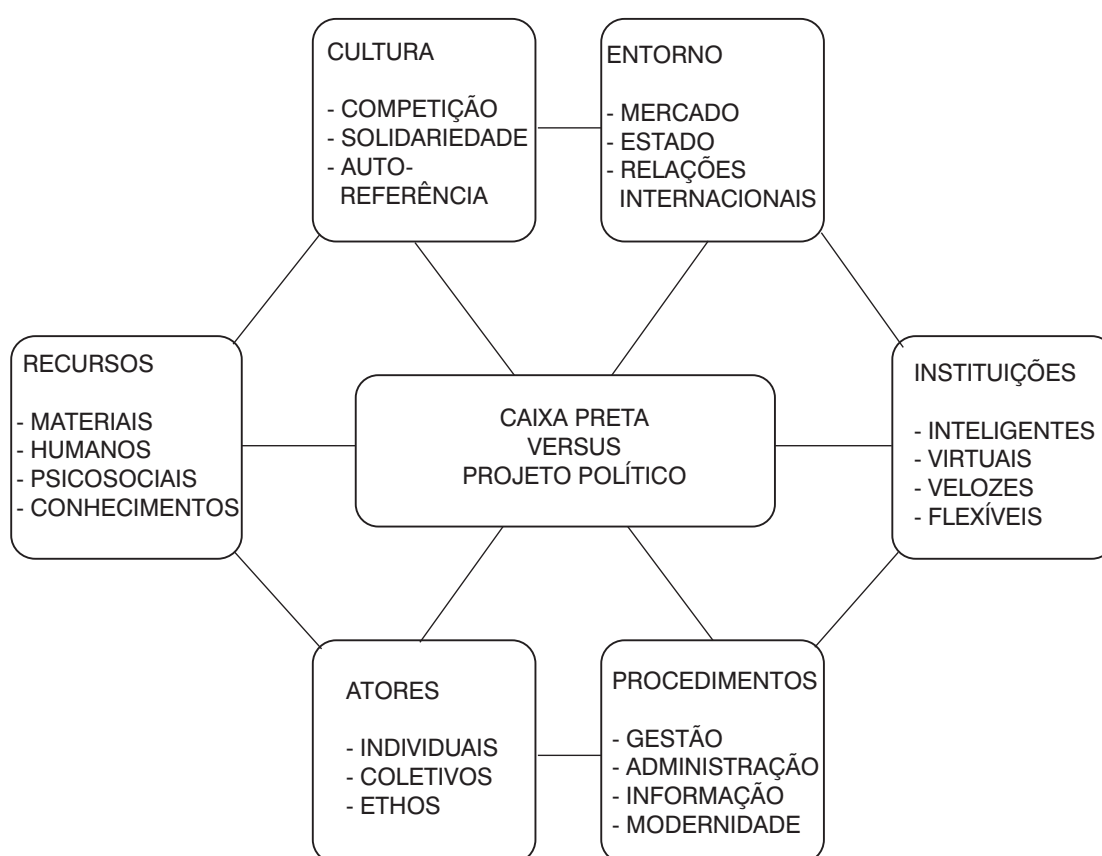 CULTURA
- COMPETIÇÃO
- SOLIDARIEDADE
- AUTO-
REFERÊNCIA
ENTORNO
- MERCADO
- ESTADO
- RELAÇÕES
INTERNACIONAIS
RECURSOS
- MATERIAIS
- HUMANOS
- PSICOSOCIAIS
- CONHECIMENTOS
CAIXA PRETA
VERSUS
PROJETO POLÍTICO
INSTITUIÇÕES
- INTELIGENTES
- VIRTUAIS
- VELOZES
- FLEXÍVEIS
ATORES
- INDIVIDUAIS
- COLETIVOS
- ETHOS
PROCEDIMENTOS
- GESTÃO
- ADMINISTRAÇÃO
- INFORMAÇÃO
- MODERNIDADE